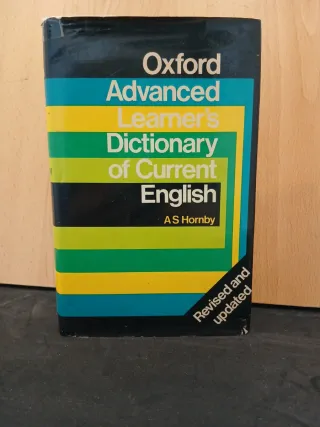 Oxford
Advanced
Learner's
Dictionary
of Current
English
A S Hornby
Revised and
updated